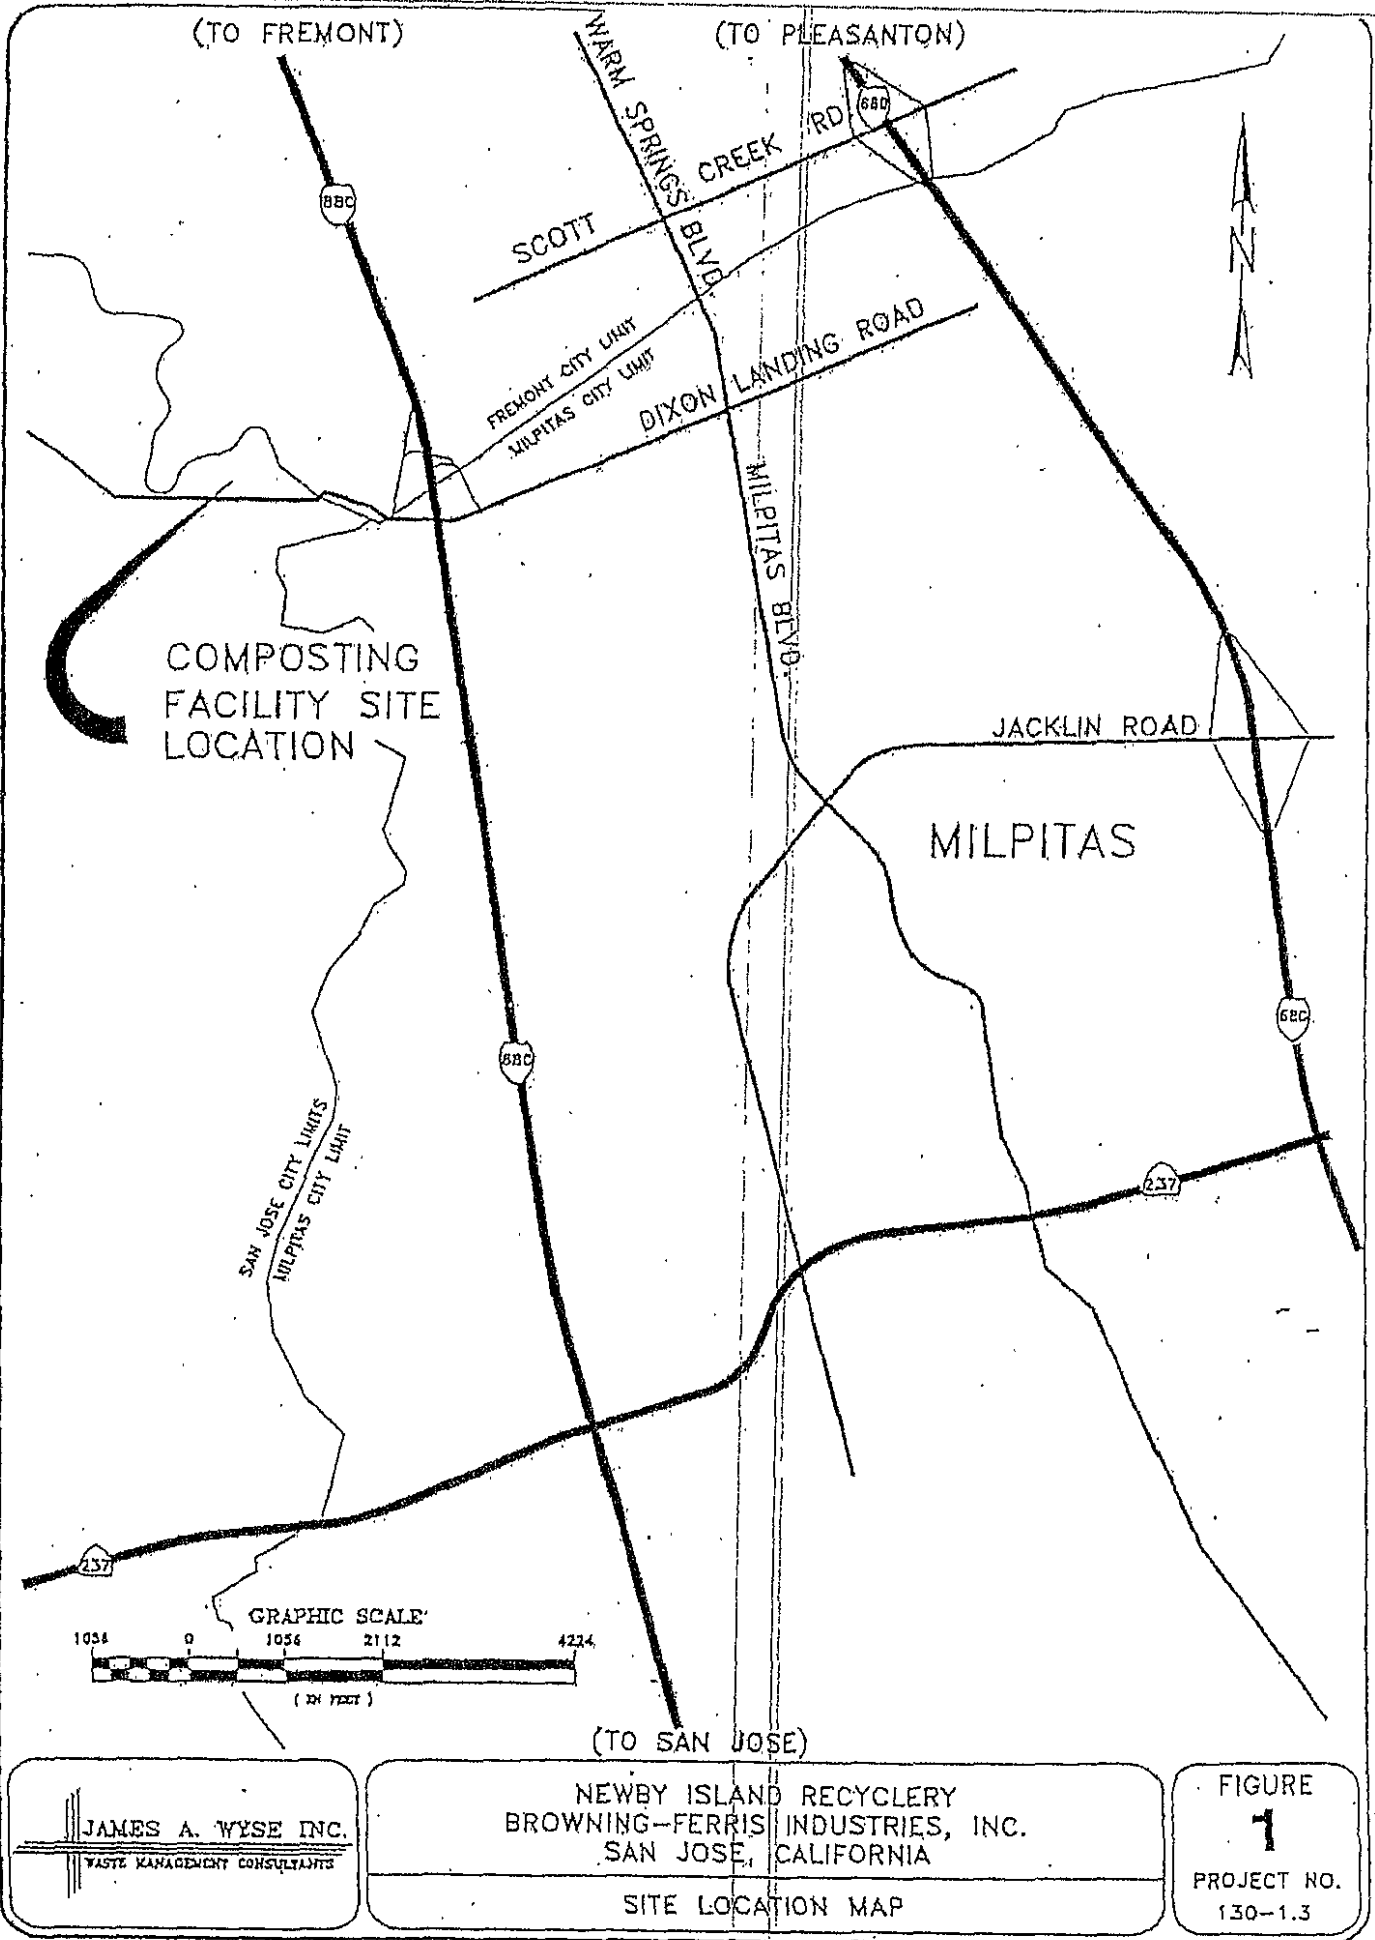 (TO FREMONT)
(TO PLEASANTON)
WARM SPRINGS BLVD.
680
SCOTT CREEK RD
880
N
FREMONT CITY LIMIT
MILPITAS CITY LIMIT
DIXON LANDING ROAD
MILPITAS BLVD.
COMPOSTING
FACILITY SITE
LOCATION
JACKLIN ROAD
MILPITAS
680
880
SAN JOSE CITY LIMITS
MILPITAS CITY LIMIT
237
237
GRAPHIC SCALE
0 1056 2112
( IN FEET )
(TO SAN JOSE)
JAMES A. WYSE INC.
WASTE MANAGEMENT CONSULTANTS
NEWBY ISLAND RECYCLERY
BROWNING-FERRIS INDUSTRIES, INC.
SAN JOSE, CALIFORNIA
SITE LOCATION MAP
FIGURE
1
PROJECT NO.
130-1.3